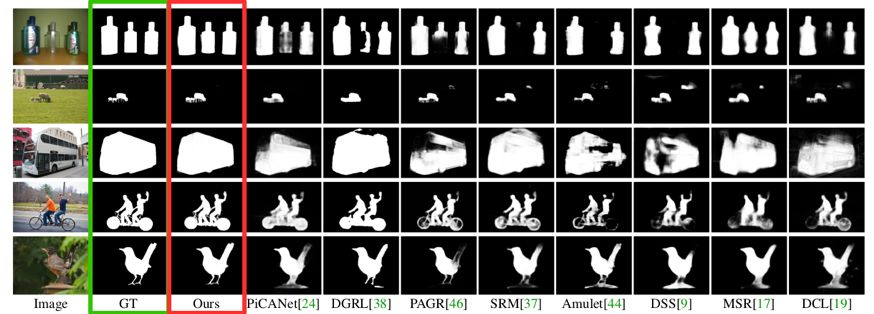 Image GT Ours PiCANet[24] DGRL[38] PAGR[46] SRM[37] Amulet[44] DSS[9] MSR[17] DCL[19]